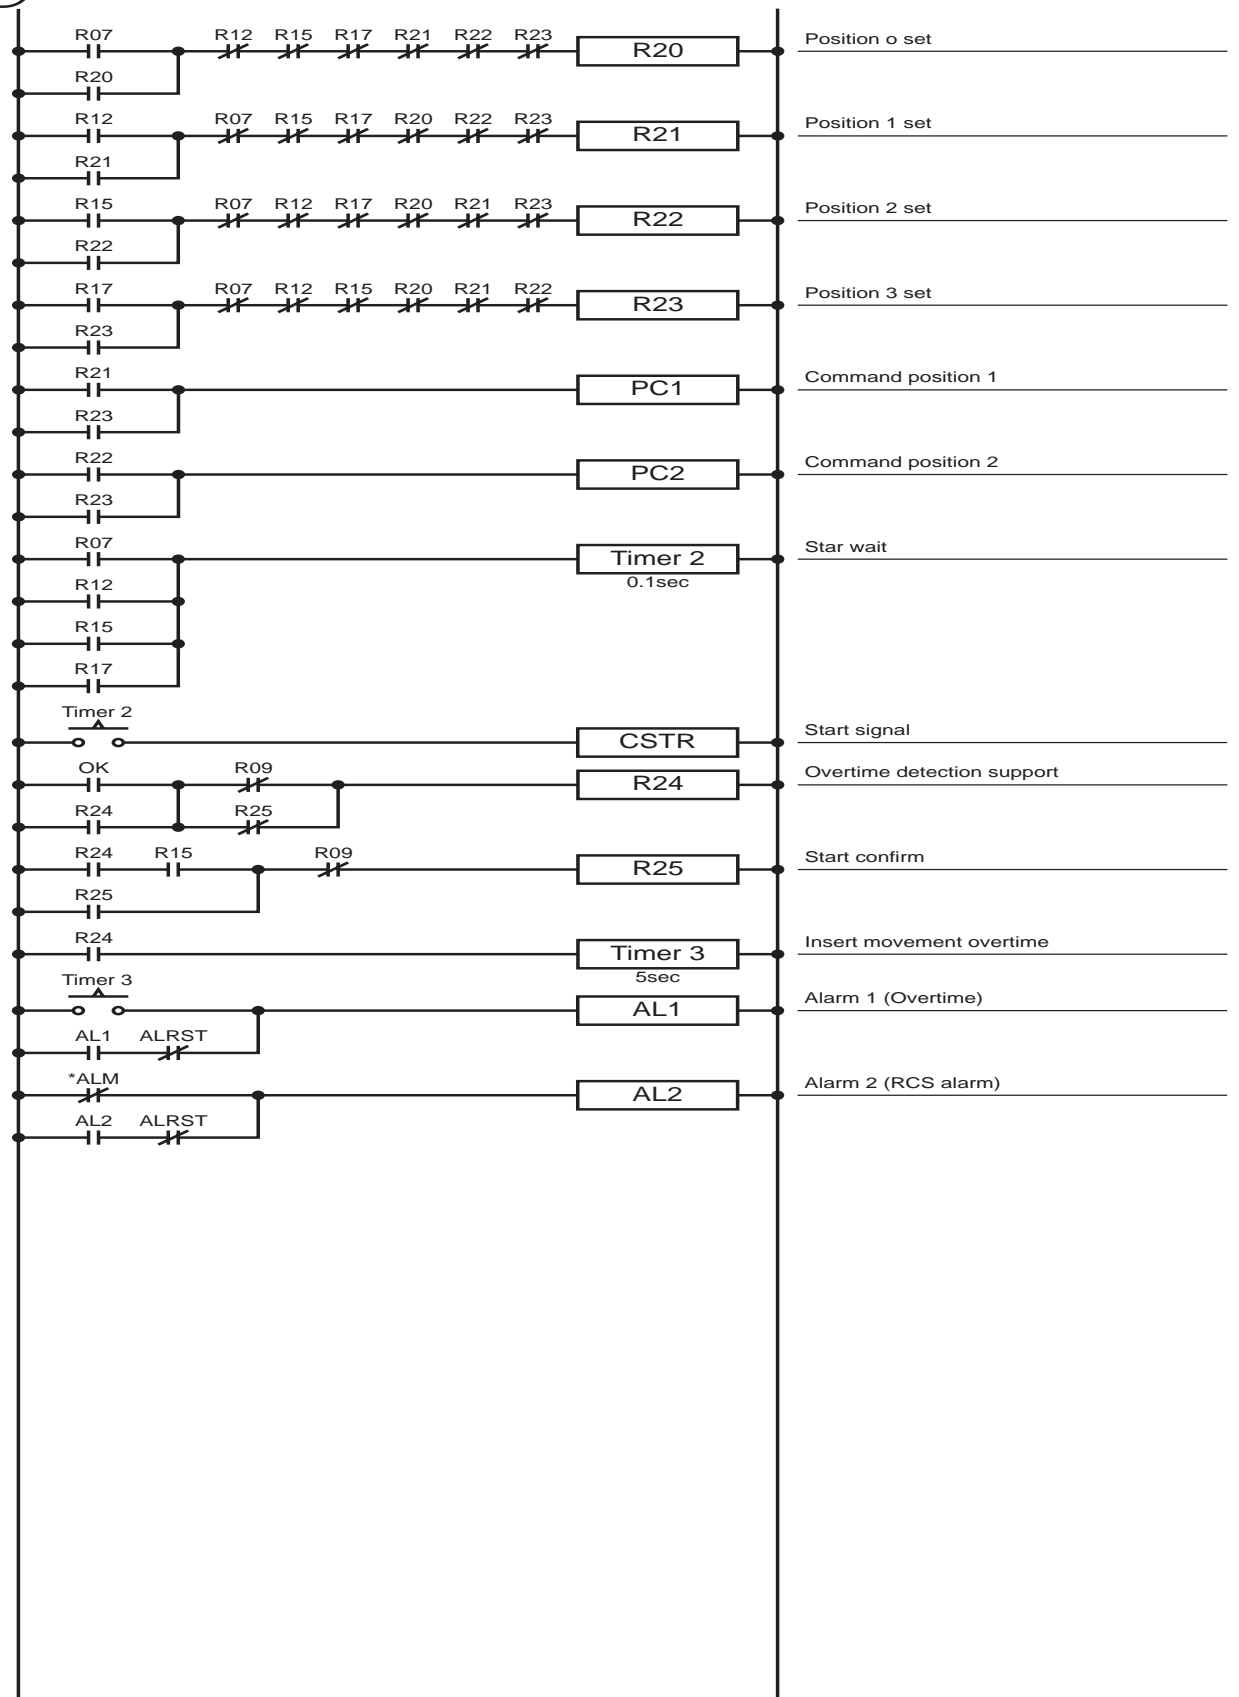 R07 R12 R15 R17 R21 R22 R23 R20 Position o set
R20
R12 R07 R15 R17 R20 R22 R23 R21 Position 1 set
R21
R15 R07 R12 R17 R20 R21 R23 R22 Position 2 set
R22
R17 R07 R12 R15 R20 R21 R22 R23 Position 3 set
R23
R21 PC1 Command position 1
R23
R22 PC2 Command position 2
R23
R07 Timer 2 Star wait
0.1sec
R12
R15
R17
Timer 2 CSTR Start signal
OK R09 R24 Overtime detection support
R24 R25
R24 R15 R09 R25 Start confirm
R25
R24 Timer 3 Insert movement overtime
5sec
Timer 3 AL1 Alarm 1 (Overtime)
AL1 ALRST
*ALM AL2 Alarm 2 (RCS alarm)
AL2 ALRST